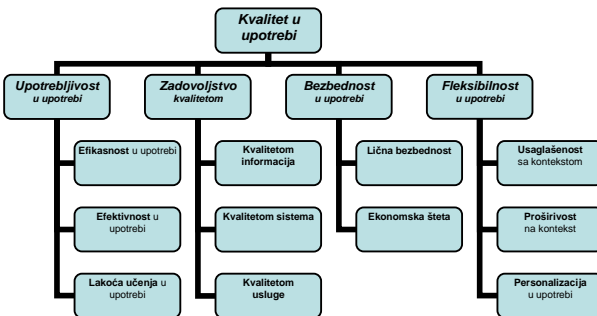 Kvalitet u
upotrebi
Upotrebljivost
u upotrebi
Zadovoljstvo
kvalitetom
Bezbednost
u upotrebi
Fleksibilnost
u upotrebi
Efikasnost u upotrebi
Kvalitetom
informacija
Lična bezbednost
Usaglašenost
sa kontekstom
Efektivnost u
upotrebi
Kvalitetom sistema
Ekonomska šteta
Proširivost
na kontekst
Lakoća učenja u
upotrebi
Kvalitetom
usluge
Personalizacija
u upotrebi